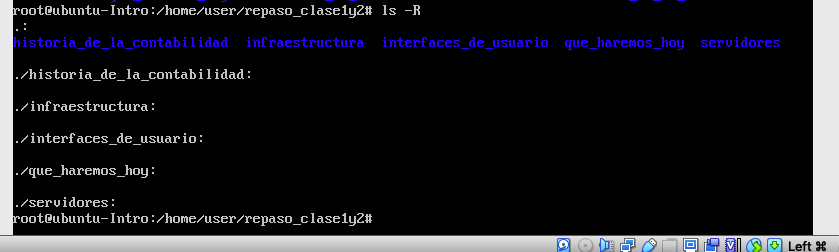 root@ubuntu-Intro:/home/user/repaso_clase1y2# ls -R
.:
historia_de_la_contabilidad infraestructura interfaces_de_usuario que_haremos_hoy servidores
./historia_de_la_contabilidad:
./infraestructura:
./interfaces_de_usuario:
./que_haremos_hoy:
./servidores:
root@ubuntu-Intro:/home/user/repaso_clase1y2#
Left ⌘